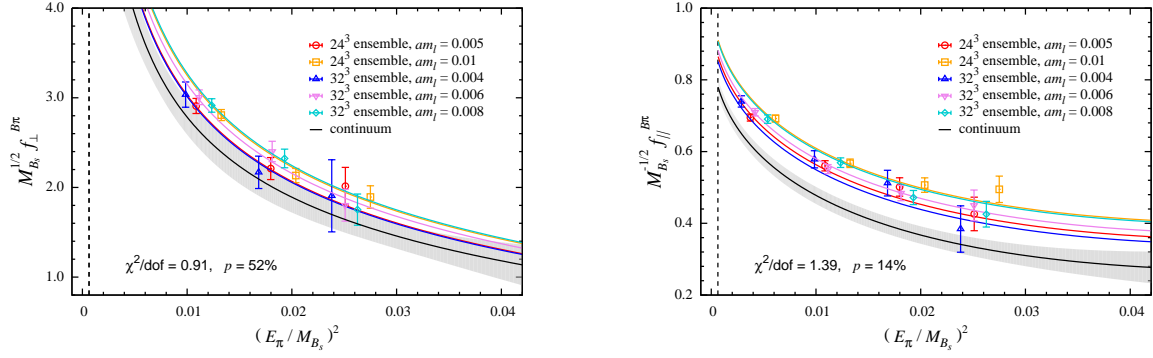 4.0
3.0
2.0
1.0
M_{B_s}^{1/2} f_⊥^{Bπ}
24³ ensemble, am_l = 0.005
24³ ensemble, am_l = 0.01
32³ ensemble, am_l = 0.004
32³ ensemble, am_l = 0.006
32³ ensemble, am_l = 0.008
continuum
χ²/dof = 0.91, p = 52%
0 0.01 0.02 0.03 0.04
(E_π / M_{B_s})²
1.0
0.8
0.6
0.4
0.2
M_{B_s}^{1/2} f_{//}^{Bπ}
24³ ensemble, am_l = 0.005
24³ ensemble, am_l = 0.01
32³ ensemble, am_l = 0.004
32³ ensemble, am_l = 0.006
32³ ensemble, am_l = 0.008
continuum
χ²/dof = 1.39, p = 14%
0 0.01 0.02 0.03 0.04
(E_π / M_{B_s})²